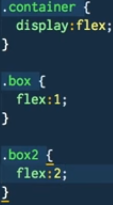 .container {
display:flex;
}
.box {
flex:1;
}
.box2 {
flex:2;
}